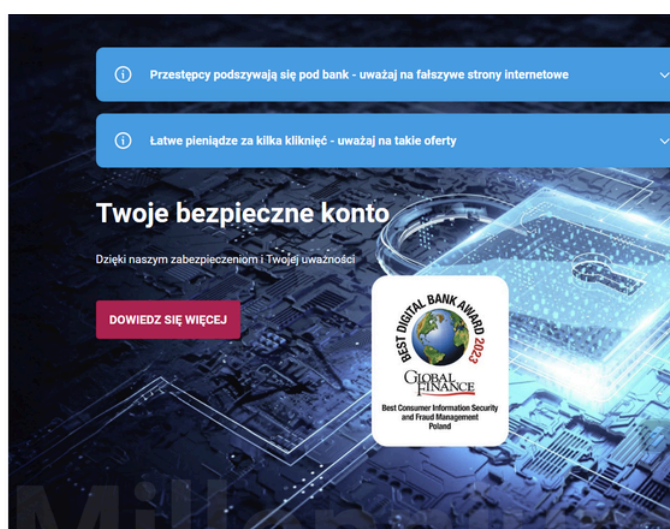 Przestępcy podszywają się pod bank - uważaj na fałszywe strony internetowe
Łatwe pieniądze za kilka kliknięć - uważaj na takie oferty
Twoje bezpieczne konto
Dzięki naszym zabezpieczeniom i Twojej uważności
DOWIEDZ SIĘ WIĘCEJ
BEST DIGITAL BANK AWARD 2023
GLOBAL
FINANCE
Best Consumer Information Security
and Fraud Management
Poland